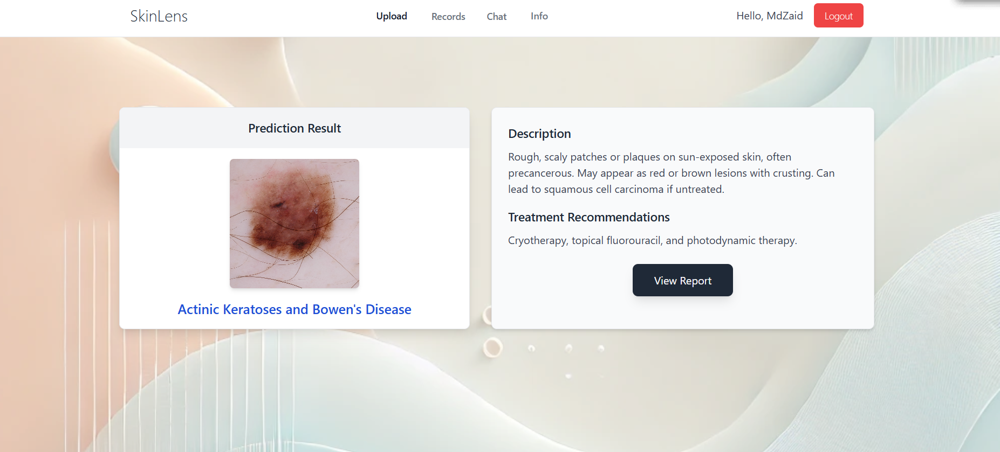 SkinLens
Upload
Records
Chat
Info
Hello, MdZaid
Logout
Prediction Result
Actinic Keratoses and Bowen's Disease
Description
Rough, scaly patches or plaques on sun-exposed skin, often
precancerous. May appear as red or brown lesions with crusting. Can
lead to squamous cell carcinoma if untreated.
Treatment Recommendations
Cryotherapy, topical fluorouracil, and photodynamic therapy.
View Report